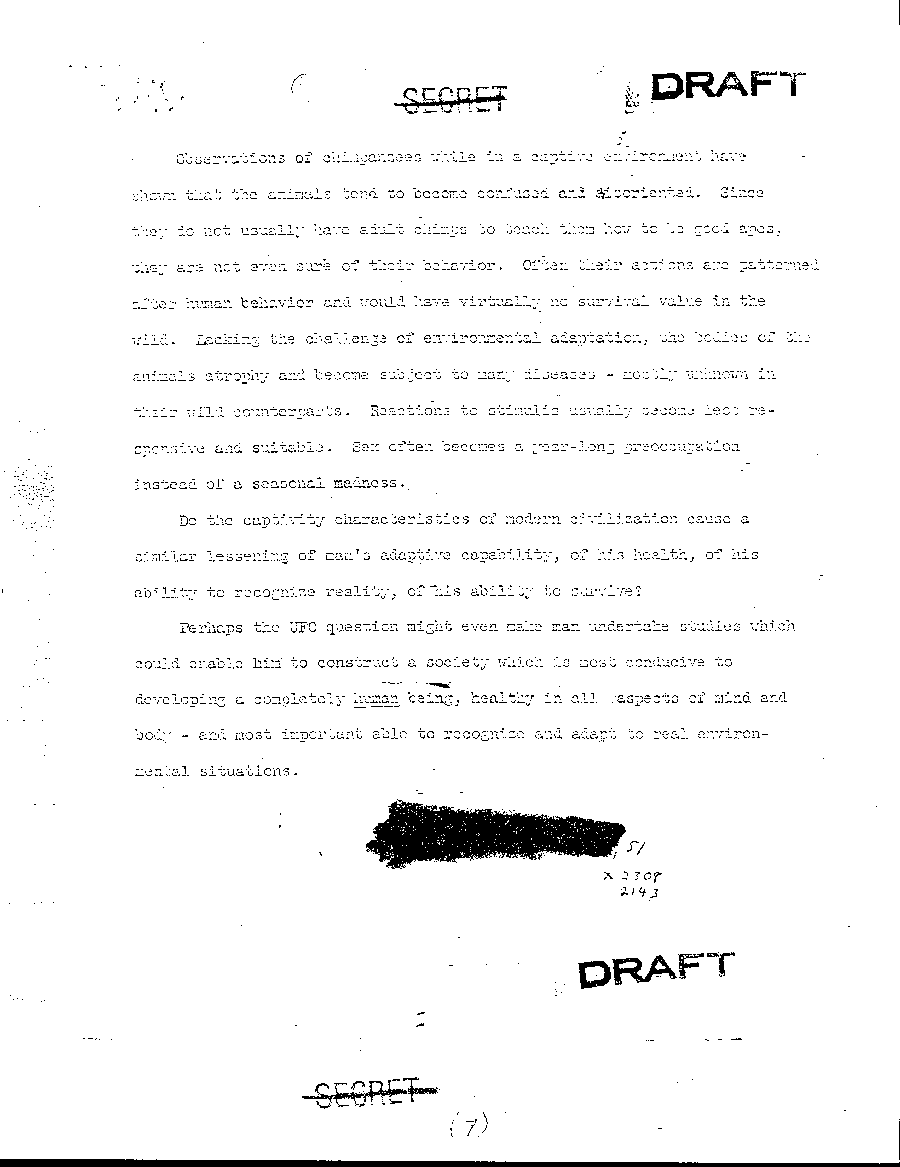 SECRET
DRAFT
Observations of chimpanzees while in a captive environment have
shown that the animals tend to become confused and disoriented. Since
they do not usually have adult chimps to teach them how to be good apes,
they are not even sure of their behavior. Often their actions are patterned
after human behavior and would have virtually no survival value in the
wild. Lacking the challenge of environmental adaptation, the bodies of the
animals atrophy and become subject to many diseases - mostly unknown in
their wild counterparts. Reactions to stimulis usually become less re-
sponsive and suitable. Sex often becomes a year-long preoccupation
instead of a seasonal madness.
Do the captivity characteristics of modern civilization cause a
similar lessening of man's adaptive capability, of his health, of his
ability to recognize reality, of his ability to survive?
Perhaps the UFO question might even make man undertake studies which
could enable him to construct a society which is most conducive to
developing a completely human being, healthy in all aspects of mind and
body - and most important able to recognize and adapt to real environ-
mental situations.
, 51
x 2309
2143
DRAFT
SECRET
(7)